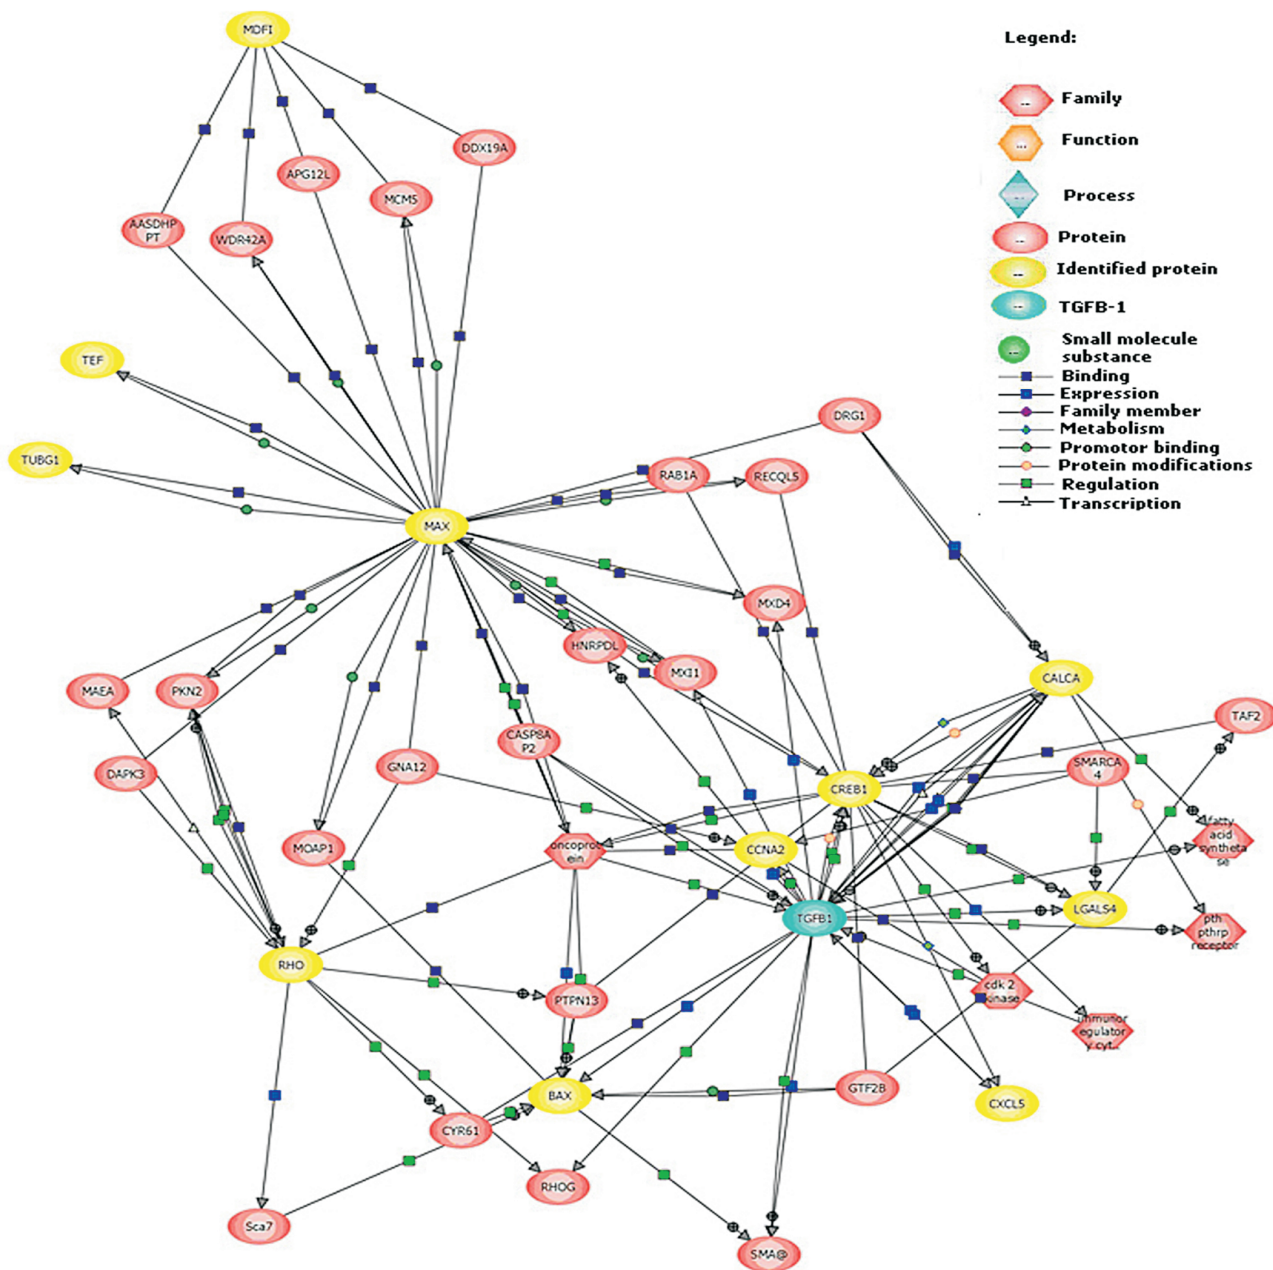 MDFI
Legend:
..
Family
..
Function
DDX19A
APG12L
..
Process
MCM5
AASDHP
PT
WDR42A
..
Protein
..
Identified protein
..
TGFB-1
..
Small molecule
substance
TEF
Binding
Expression
Family member
Metabolism
Promotor binding
Protein modifications
Regulation
Transcription
DRG1
TUBG1
RAB1A
RECQL5
MAX
MXD4
HNRPDL
MXI1
CALCA
MAEA
PKN2
TAF2
CASP8A
P2
GNA12
DAPK3
SMARCA
4
CREB1
MOAP1
oncoprot
ein
CCNA2
fatty
acid
syntheta
se
TGFB1
LGALS4
pth
pthrp
receptor
RHO
PTPN13
cdk 2
kinase
immunor
egulator
y cyt..
BAX
GTF2B
CXCL5
CYR61
RHOG
Sca7
SMA@